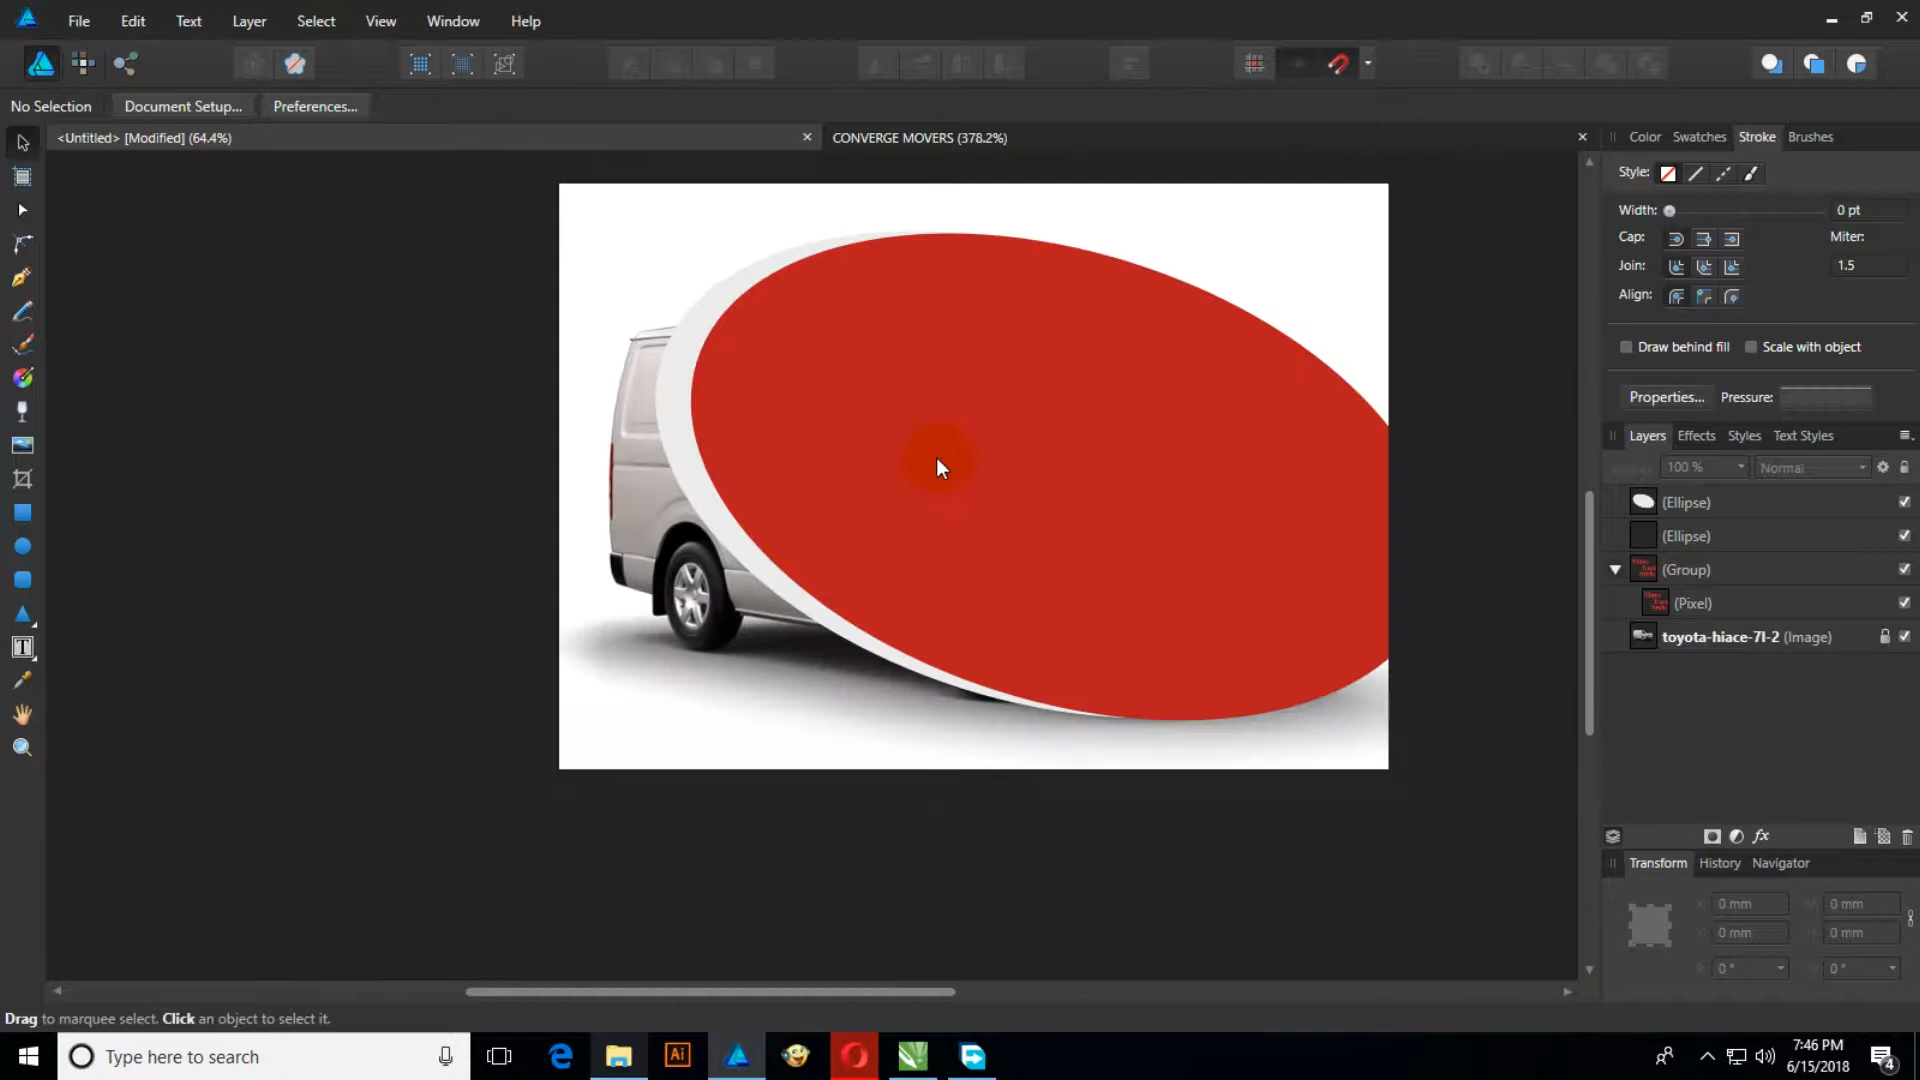 File Edit Text Layer Select View Window Help
No Selection Document Setup... Preferences...
<Untitled> [Modified] (64.4%) CONVERGE MOVERS (378.2%)
Color Swatches Stroke Brushes
Style:
Width: 0 pt
Cap: Miter:
Join: 1.5
Align:
Draw behind fill Scale with object
Properties... Pressure:
Layers Effects Styles Text Styles
100 % Normal
(Ellipse)
(Ellipse)
(Group)
(Pixel)
toyota-hiace-7l-2 (Image)
fx
Transform History Navigator
0 mm 0 mm
0 mm 0 mm
0 ° 0 °
Drag to marquee select. Click an object to select it.
Type here to search
Ai
7:46 PM
6/15/2018
4